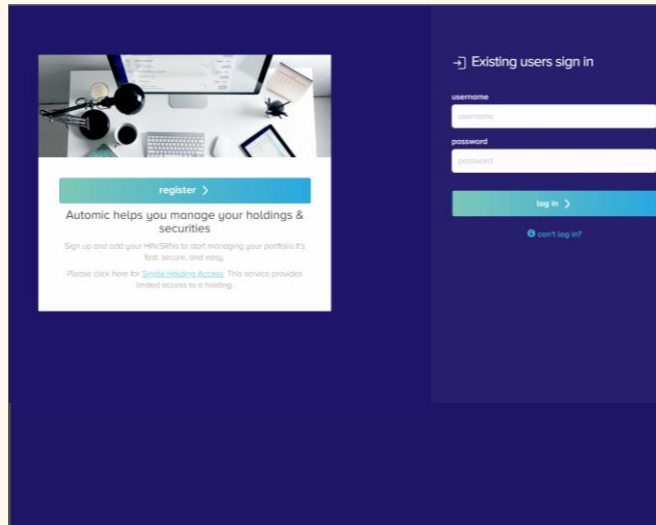 register >
Automic helps you manage your holdings &
securities
Sign up and add your HIN/SRNs to start managing your portfolio.It's
fast, secure, and easy.
Please click here for Single Holding Access. This service provides
limited access to a holding.
Existing users sign in
username
username
password
password
log in >
can't log in?